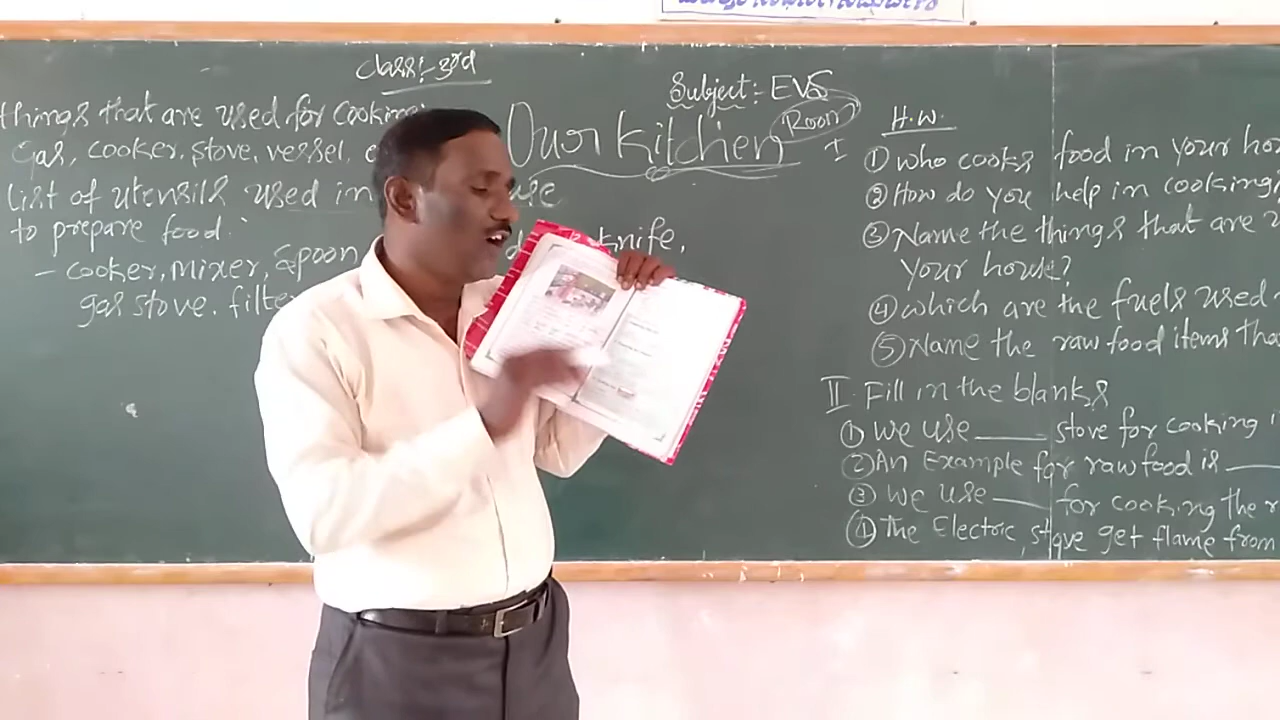 Class:- 3rd
things that are used for Cooking:
Gas, cooker, stove, vessel,
list of utensils used in
to prepare food.
- cooker, mixer, Spoon
knife,
gas stove. filte
Subject:- EVS
Our kitchen
Room
H.W.
I
① who cooks food in your ho
② How do you help in cooking
③ Name the things that are
your house?
④ which are the fuels used
⑤ Name the raw food items tha
II. Fill in the blanks
① we use ____ stove for cooking
② An Example for raw food is ____
③ we use ____ for cooking the
④ The Electric stove get flame from